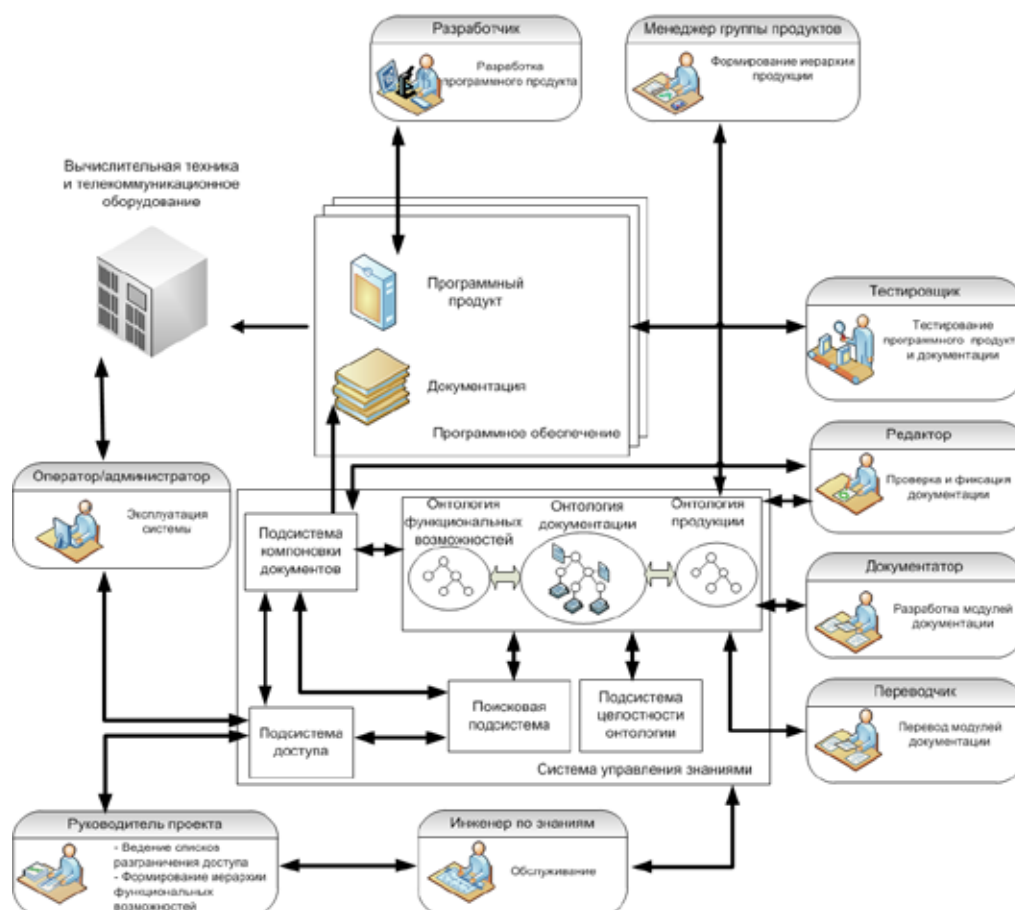 Разработчик
Разработка
программного продукта
Менеджер группы продуктов
Формирование иерархии
продукции
Вычислительная техника
и телекоммуникационное
оборудование
Программный
продукт
Документация
Программное обеспечение
Тестировщик
Тестирование
программного продукт
и документации
Редактор
Проверка и фиксация
документации
Оператор/администратор
Эксплуатация
системы
Подсистема
компоновки
документов
Онтология
функциональных
возможностей
Онтология
документации
Онтология
продукции
Документатор
Разработка модулей
документации
Переводчик
Перевод модулей
документации
Подсистема
доступа
Поисковая
подсистема
Подсистема
целостности
онтологии
Система управления знаниями
Руководитель проекта
- Ведение списков
разграничения доступа
- Формирование иерархии
функциональных
возможностей
Инженер по знаниям
Обслуживание